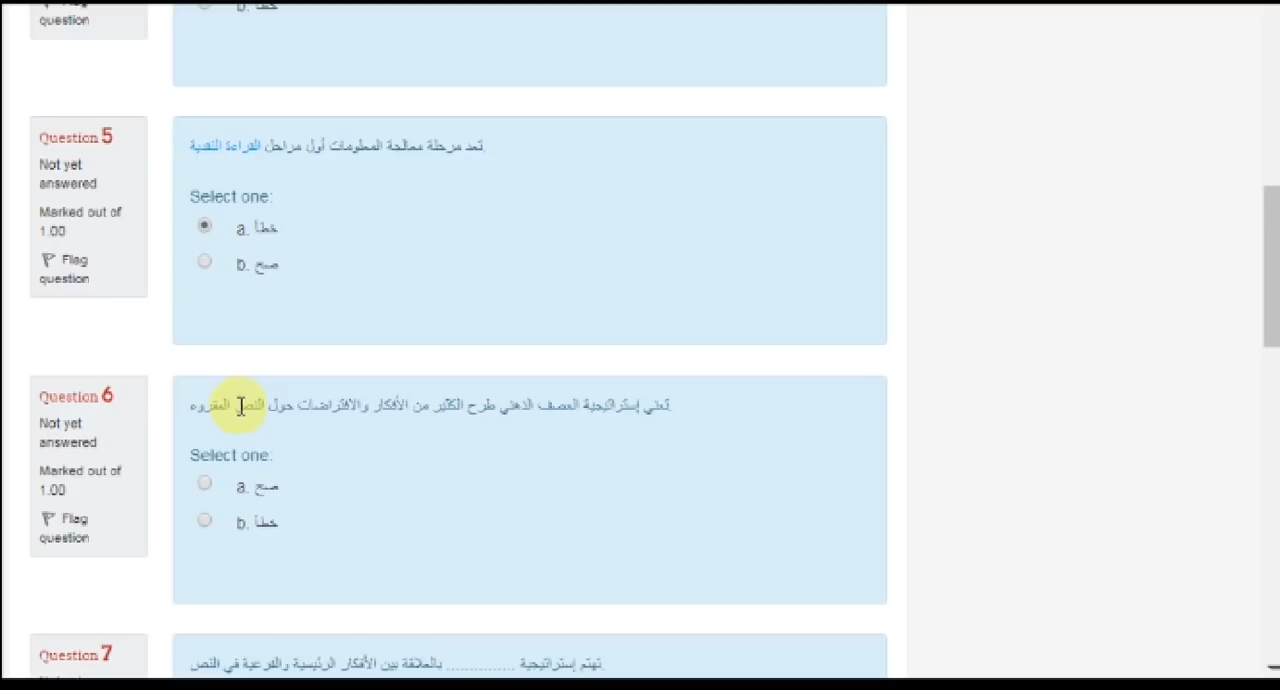 question
b. خطأ
Question 5
Not yet
answered
Marked out of
1.00
Flag
question
تعد مرحلة معالجة المعلومات أول مراحل القراءة النقدية.
Select one:
a. خطأ
b. صح
Question 6
Not yet
answered
Marked out of
1.00
Flag
question
تعني إستراتيجية العصف الذهني طرح الكثير من الأفكار والافتراضات حول النص المقروء.
Select one:
a. صح
b. خطأ
Question 7
تهتم إستراتيجية ............... بالعلاقة بين الأفكار الرئيسية والفرعية في النص.